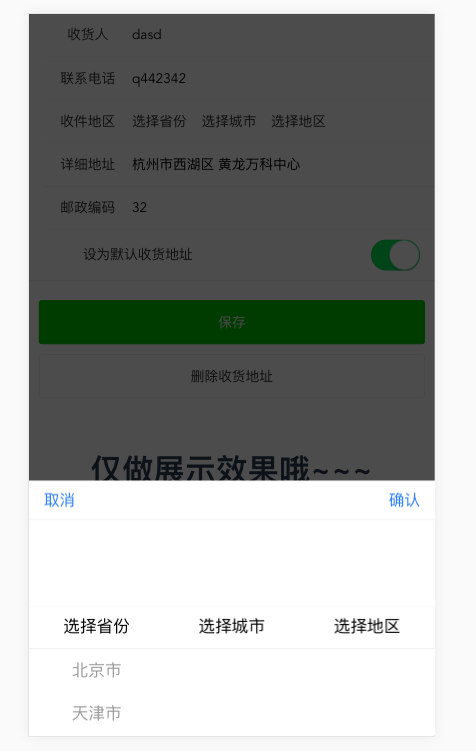 收货人 dasd
联系电话 q442342
收件地区 选择省份 选择城市 选择地区
详细地址 杭州市西湖区 黄龙万科中心
邮政编码 32
设为默认收货地址
保存
删除收货地址
仅做展示效果哦~~~
取消 确认
选择省份 选择城市 选择地区
北京市
天津市